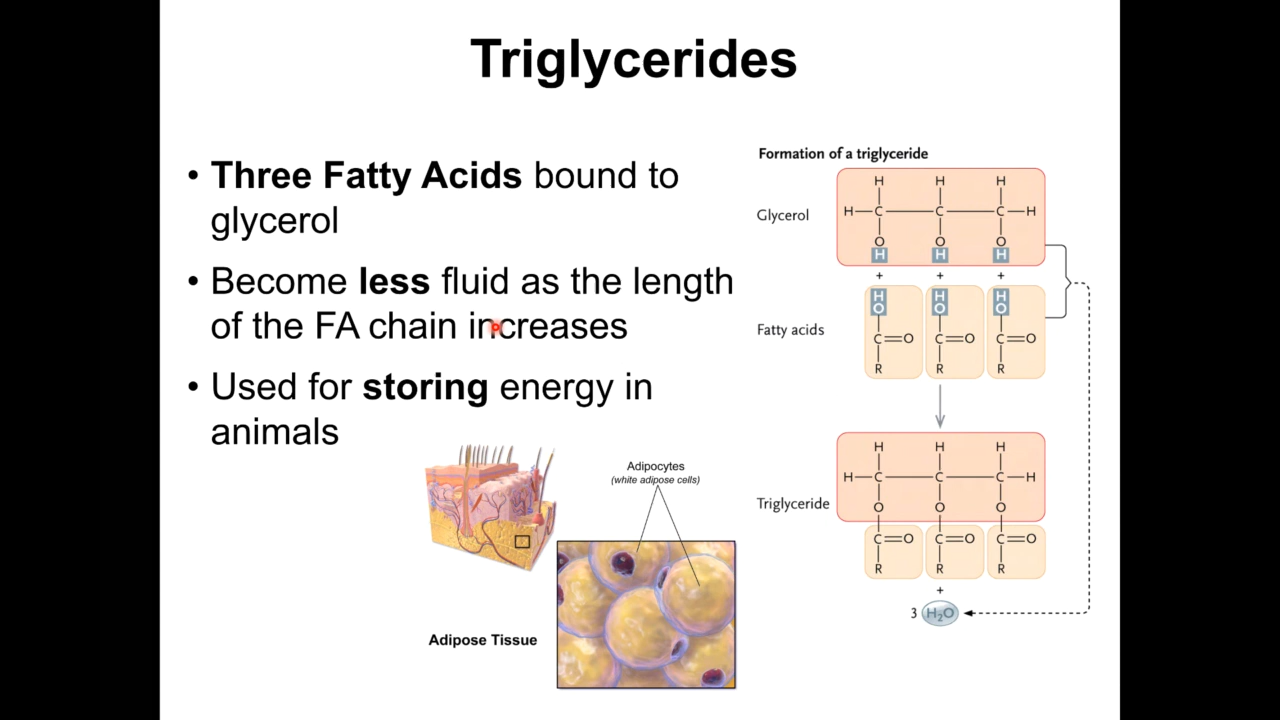 Triglycerides
• Three Fatty Acids bound to
glycerol
• Become less fluid as the length
of the FA chain increases
• Used for storing energy in
animals
Adipocytes
(white adipose cells)
Adipose Tissue
Formation of a triglyceride
Glycerol
H H H
H C C C H
O O O
H H H
+ + +
Fatty acids
H H H
O O O
C=O C=O C=O
R R R
Triglyceride
H H H
H C C C H
O O O
C=O C=O C=O
R R R
+
3 H₂O